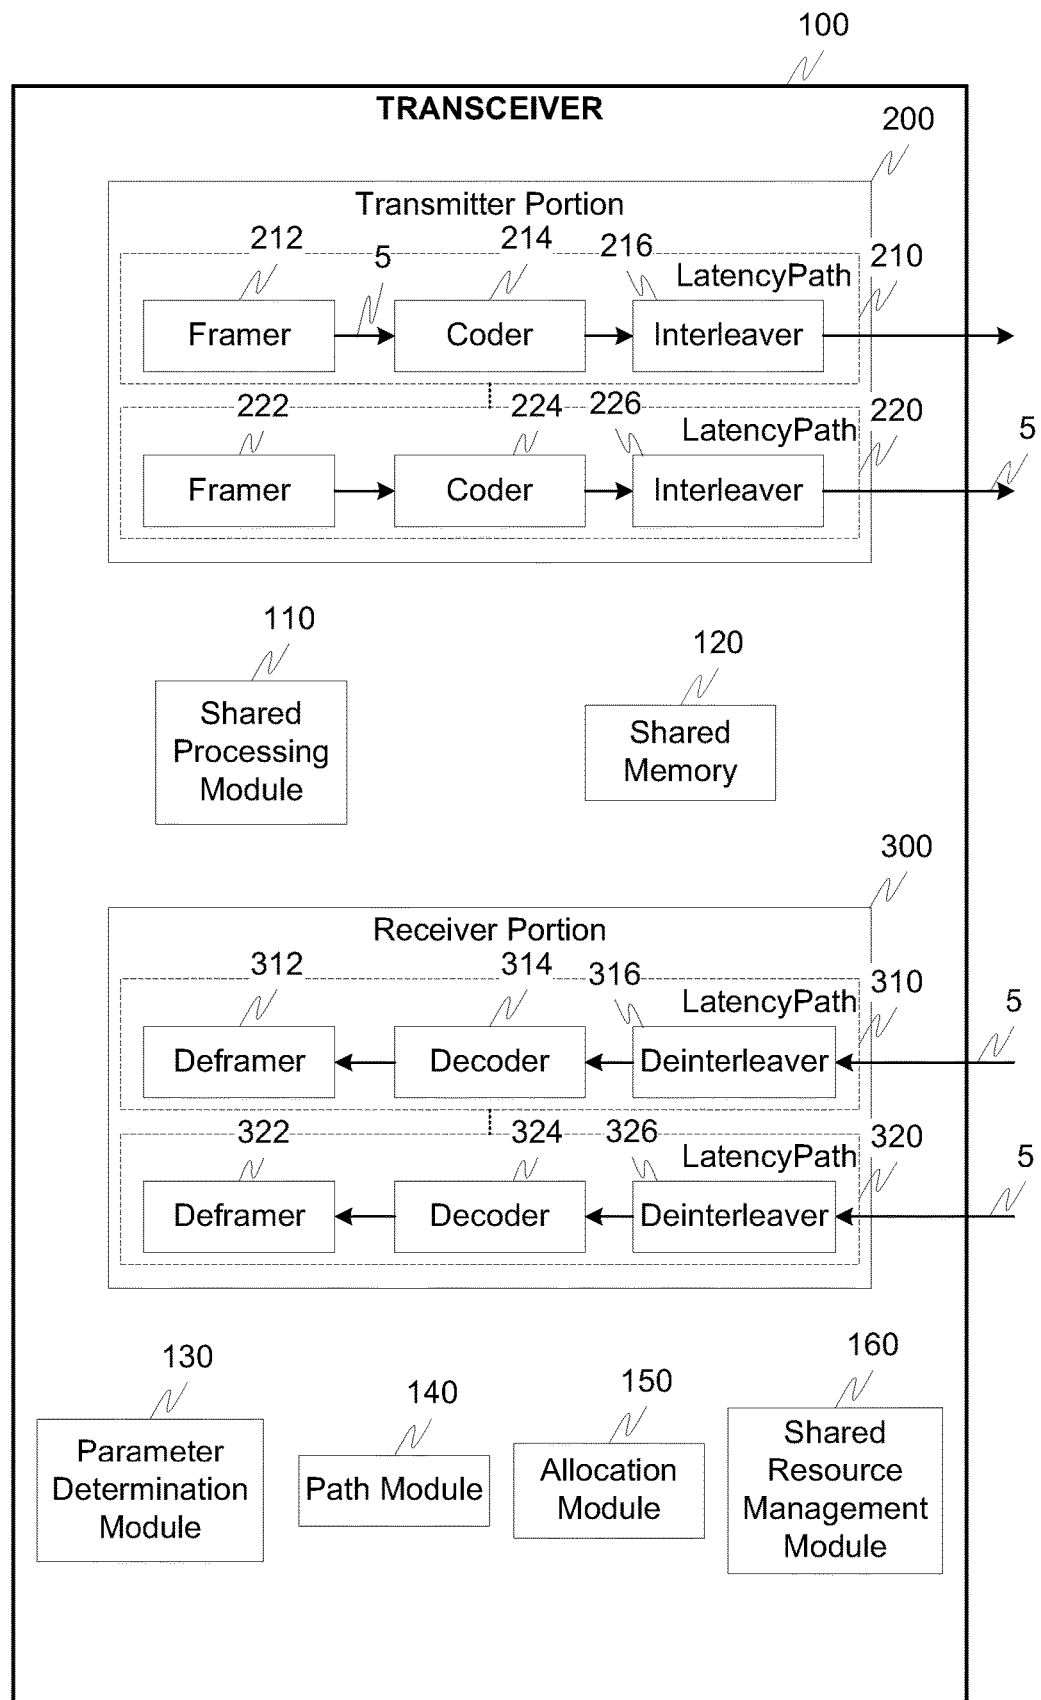 100
TRANSCEIVER
200
Transmitter Portion
212
5
214
216
210
LatencyPath
Framer
Coder
Interleaver
222
224
226
220
LatencyPath
5
Framer
Coder
Interleaver
110
120
Shared
Processing
Module
Shared
Memory
300
Receiver Portion
312
314
316
310
LatencyPath
5
Deframer
Decoder
Deinterleaver
322
324
326
320
LatencyPath
5
Deframer
Decoder
Deinterleaver
130
140
150
160
Parameter
Determination
Module
Path Module
Allocation
Module
Shared
Resource
Management
Module